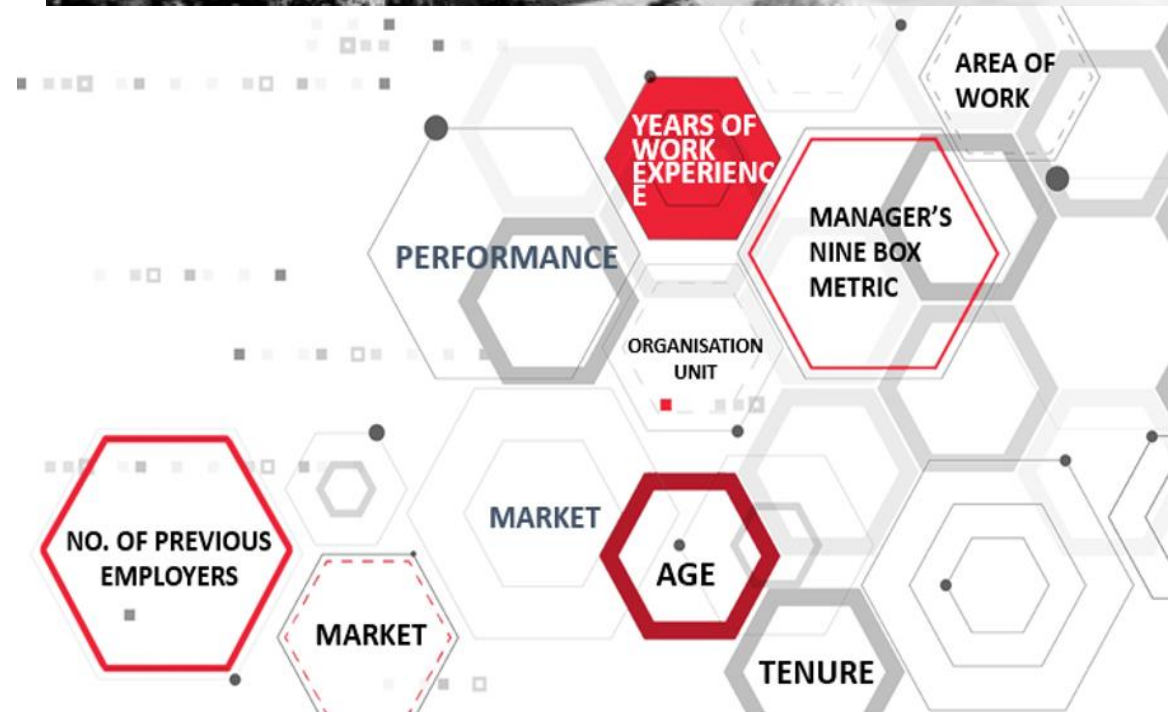 AREA OF
WORK
YEARS OF
WORK
EXPERIENC
E
MANAGER'S
NINE BOX
METRIC
PERFORMANCE
ORGANISATION
UNIT
MARKET
NO. OF PREVIOUS
EMPLOYERS
AGE
MARKET
TENURE